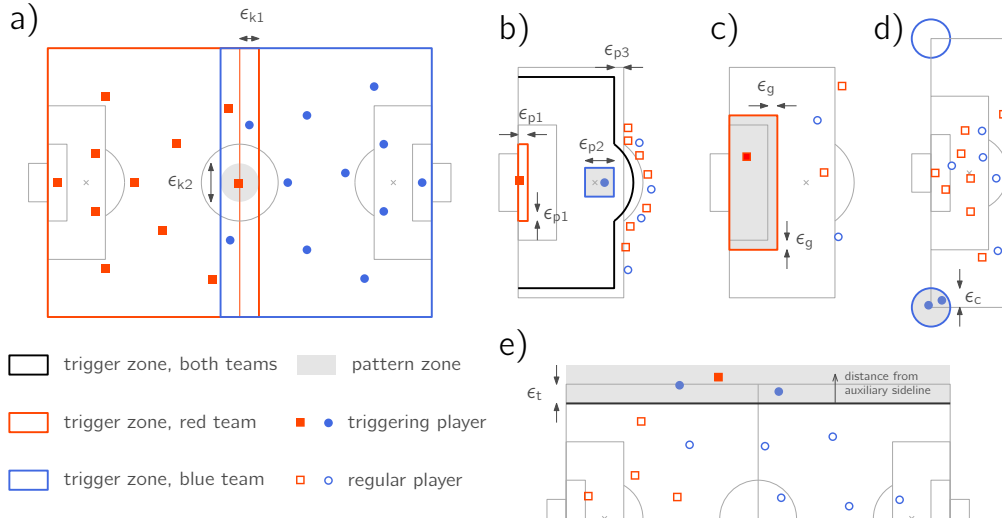 a)
ϵk1
ϵk2
b)
ϵp3
ϵp1
ϵp2
ϵp1
c)
ϵg
ϵg
d)
ϵc
trigger zone, both teams
pattern zone
trigger zone, red team
triggering player
trigger zone, blue team
regular player
e)
ϵt
distance from
auxiliary sideline